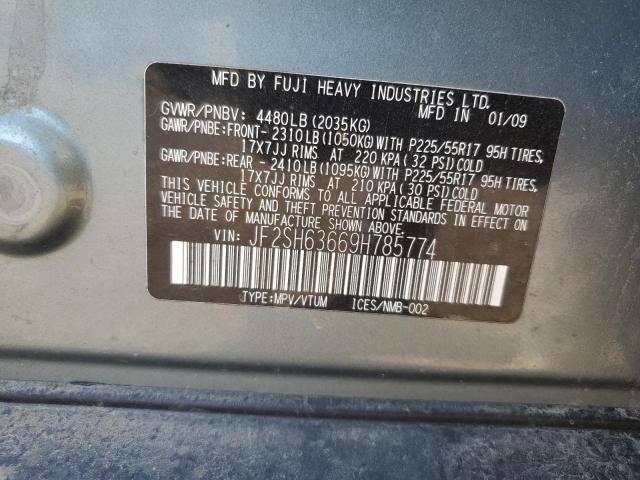 MFD BY FUJI HEAVY INDUSTRIES LTD.
MFD IN 01/09
GVWR/PNBV: 4480LB(2035KG)
GAWR/PNBE:FRONT- 2310LB(1050KG)WITH P225/55R17 95H TIRES,
17X7JJ RIMS AT 220 KPA(32 PSI)COLD
GAWR/PNBE:REAR - 2410LB(1095KG)WITH P225/55R17 95H TIRES,
17X7JJ RIMS AT 210 KPA(30 PSI)COLD
THIS VEHICLE CONFORMS TO ALL APPLICABLE FEDERAL MOTOR
VEHICLE SAFETY AND THEFT PREVENTION STANDARDS IN EFFECT ON
THE DATE OF MANUFACTURE SHOWN ABOVE.
VIN: JF2SH63669H785774
TYPE:MPV/VTUM ICES/NMB-002